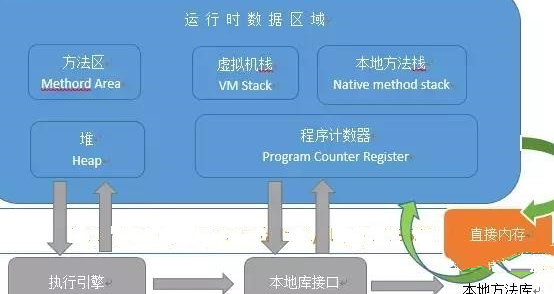 运行时数据区域
方法区
Methord Area
虚拟机栈
VM Stack
本地方法栈
Native method stack
堆
Heap
程序计数器
Program Counter Register
直接内存
执行引擎
本地库接口
本地方法库